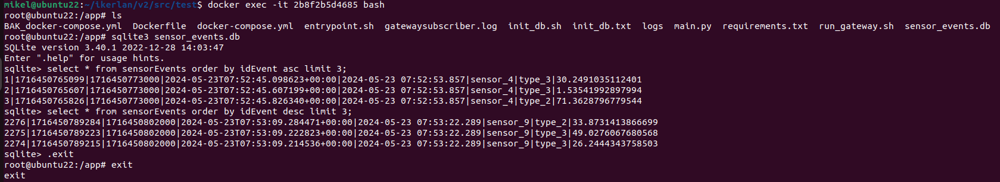 mikel@ubuntu22:~/ikerlan/v2/src/test$ docker exec -it 2b8f2b5d4685 bash
root@ubuntu22:/app# ls
BAK_docker-compose.yml  Dockerfile  docker-compose.yml  entrypoint.sh  gatewaysubscriber.log  init_db.sh  init_db.txt  logs  main.py  requirements.txt  run_gateway.sh  sensor_events.db
root@ubuntu22:/app# sqlite3 sensor_events.db
SQLite version 3.40.1 2022-12-28 14:03:47
Enter ".help" for usage hints.
sqlite> select * from sensorEvents order by idEvent asc limit 3;
1|1716450765099|1716450773000|2024-05-23T07:52:45.098623+00:00|2024-05-23 07:52:53.857|sensor_4|type_3|30.2491035112401
2|1716450765607|1716450773000|2024-05-23T07:52:45.607199+00:00|2024-05-23 07:52:53.857|sensor_4|type_3|1.53541992897994
3|1716450765826|1716450773000|2024-05-23T07:52:45.826340+00:00|2024-05-23 07:52:53.857|sensor_4|type_2|71.3628796779544
sqlite> select * from sensorEvents order by idEvent desc limit 3;
2276|1716450789284|1716450802000|2024-05-23T07:53:09.284471+00:00|2024-05-23 07:53:22.289|sensor_9|type_2|33.8731413866699
2275|1716450789223|1716450802000|2024-05-23T07:53:09.222823+00:00|2024-05-23 07:53:22.289|sensor_9|type_3|49.0276067680568
2274|1716450789215|1716450802000|2024-05-23T07:53:09.214536+00:00|2024-05-23 07:53:22.289|sensor_9|type_3|26.2444343758503
sqlite> .exit
root@ubuntu22:/app# exit
exit